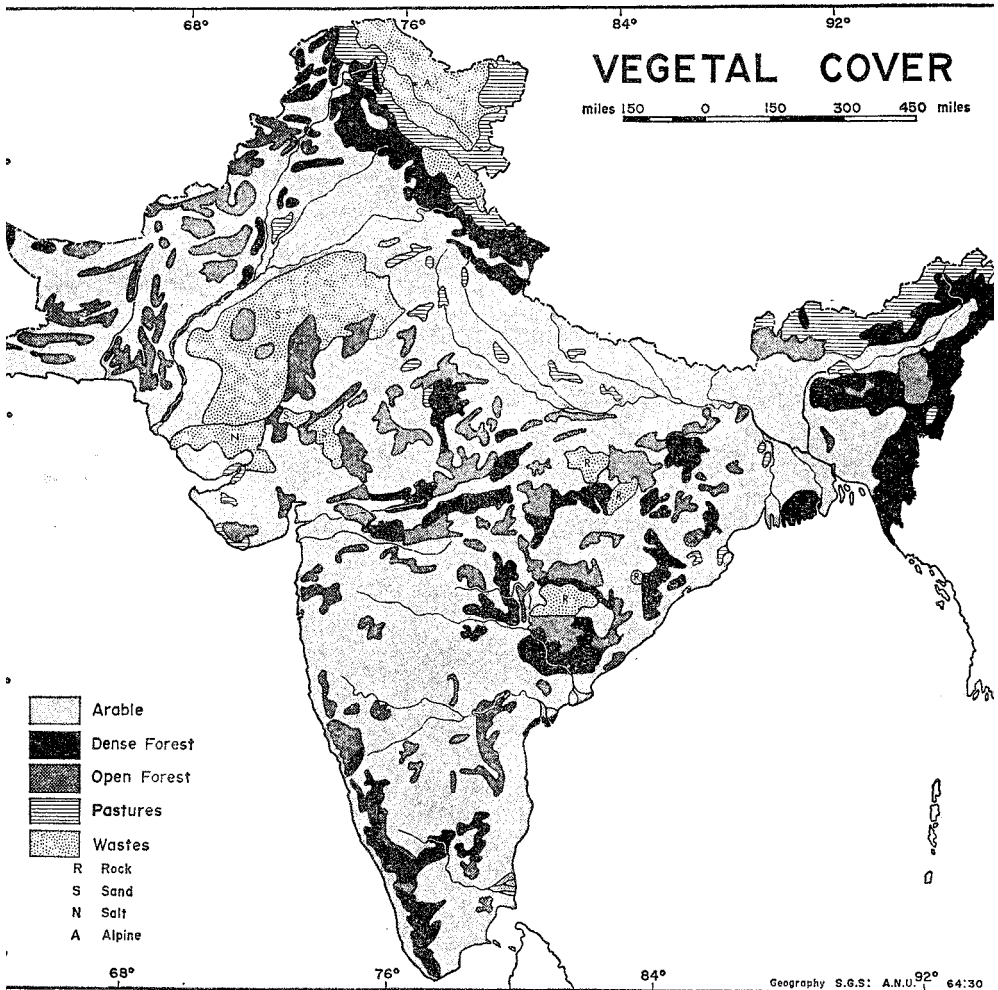 68° 76° 84° 92°
VEGETAL COVER
miles 150 0 150 300 450 miles
A
A
S
N
R
R
R
Arable
Dense Forest
Open Forest
Pastures
Wastes
R Rock
S Sand
N Salt
A Alpine
68° 76° 84° 92°
Geography S.G.S: A.N.U. 64:30